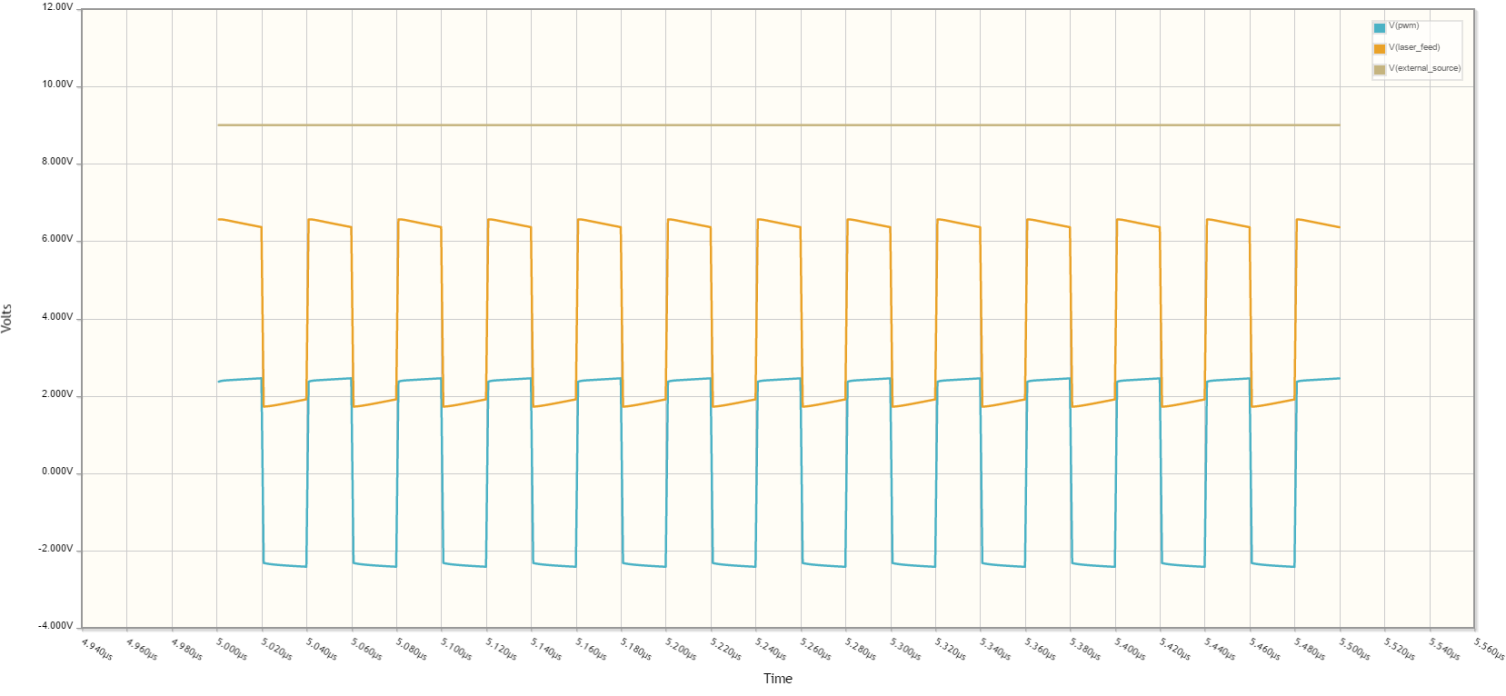 12.00V
10.00V
8.000V
6.000V
4.000V
2.000V
0.000V
-2.000V
-4.000V
Volts
V(pwm)
V(laser_feed)
V(external_source)
4.940µs
4.960µs
4.980µs
5.000µs
5.020µs
5.040µs
5.060µs
5.080µs
5.100µs
5.120µs
5.140µs
5.160µs
5.180µs
5.200µs
5.220µs
5.240µs
5.260µs
5.280µs
5.300µs
5.320µs
5.340µs
5.360µs
5.380µs
5.400µs
5.420µs
5.440µs
5.460µs
5.480µs
5.500µs
5.520µs
5.540µs
5.560µs
Time